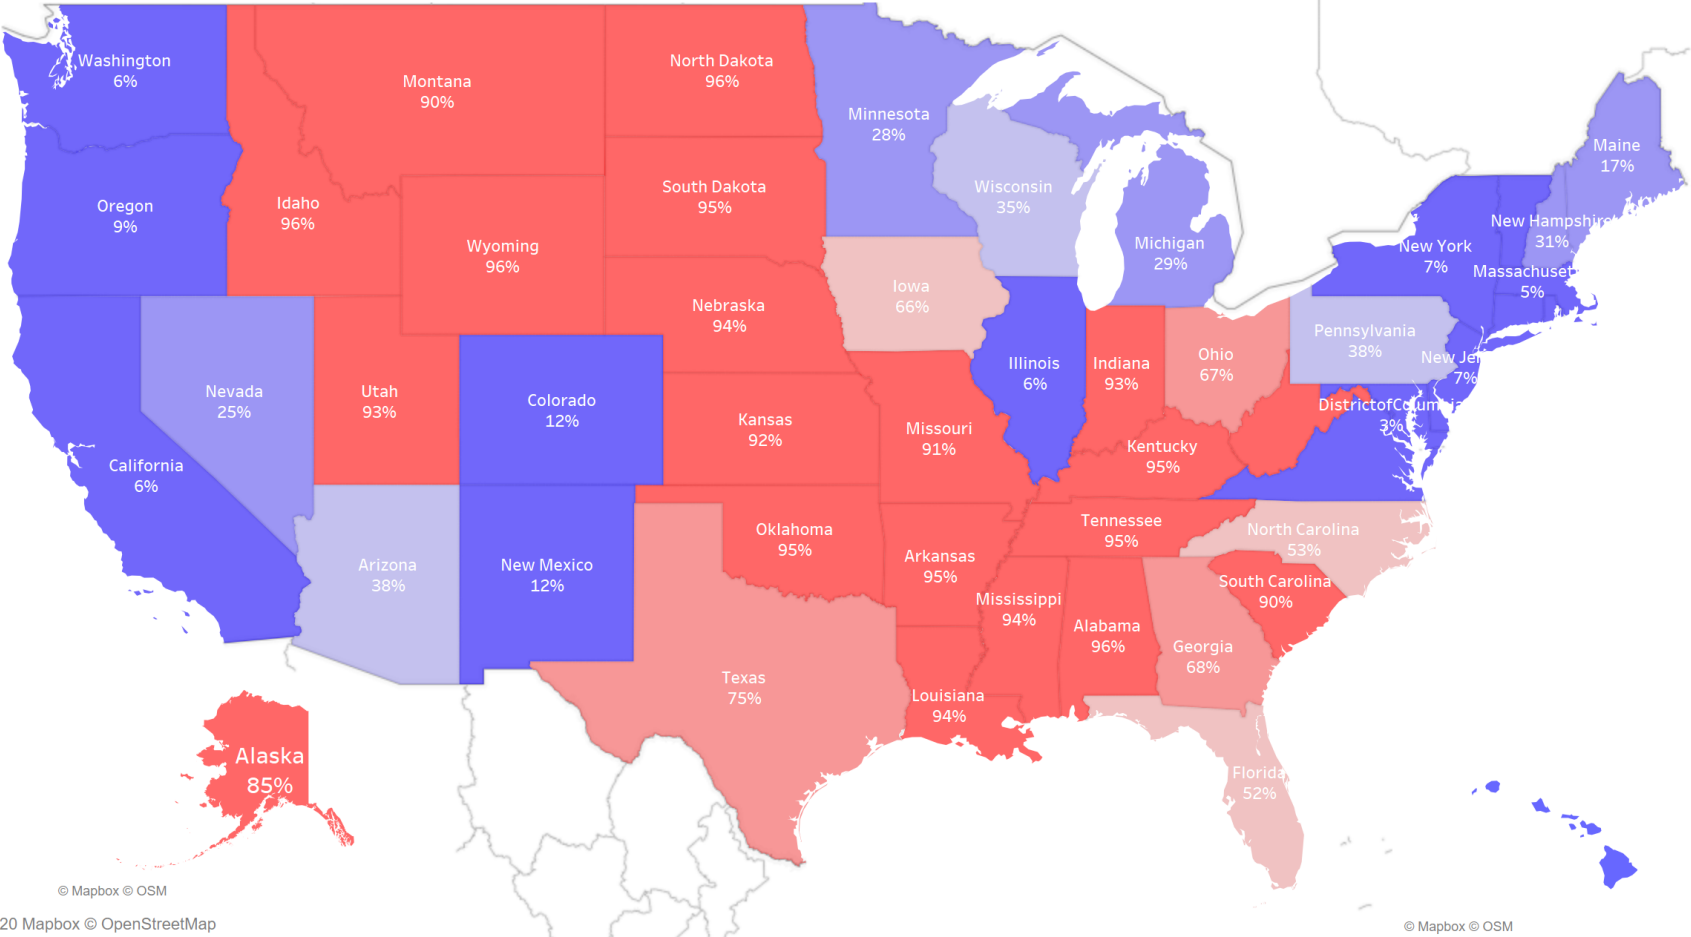 Washington
6%
Montana
90%
North Dakota
96%
Minnesota
28%
Maine
17%
Oregon
9%
Idaho
96%
South Dakota
95%
Wisconsin
35%
New Hampshire
31%
Wyoming
96%
Michigan
29%
New York
7%
Massachuset
5%
Nebraska
94%
Iowa
66%
Pennsylvania
38%
New Jer
7%
Nevada
25%
Utah
93%
Colorado
12%
Kansas
92%
Missouri
91%
Illinois
6%
Indiana
93%
Ohio
67%
DistrictofColumbia
3%
California
6%
Kentucky
95%
Arizona
38%
New Mexico
12%
Oklahoma
95%
Arkansas
95%
Tennessee
95%
North Carolina
53%
South Carolina
90%
Mississippi
94%
Alabama
96%
Georgia
68%
Texas
75%
Louisiana
94%
Florida
52%
Alaska
85%
© Mapbox © OSM
20 Mapbox © OpenStreetMap
© Mapbox © OSM